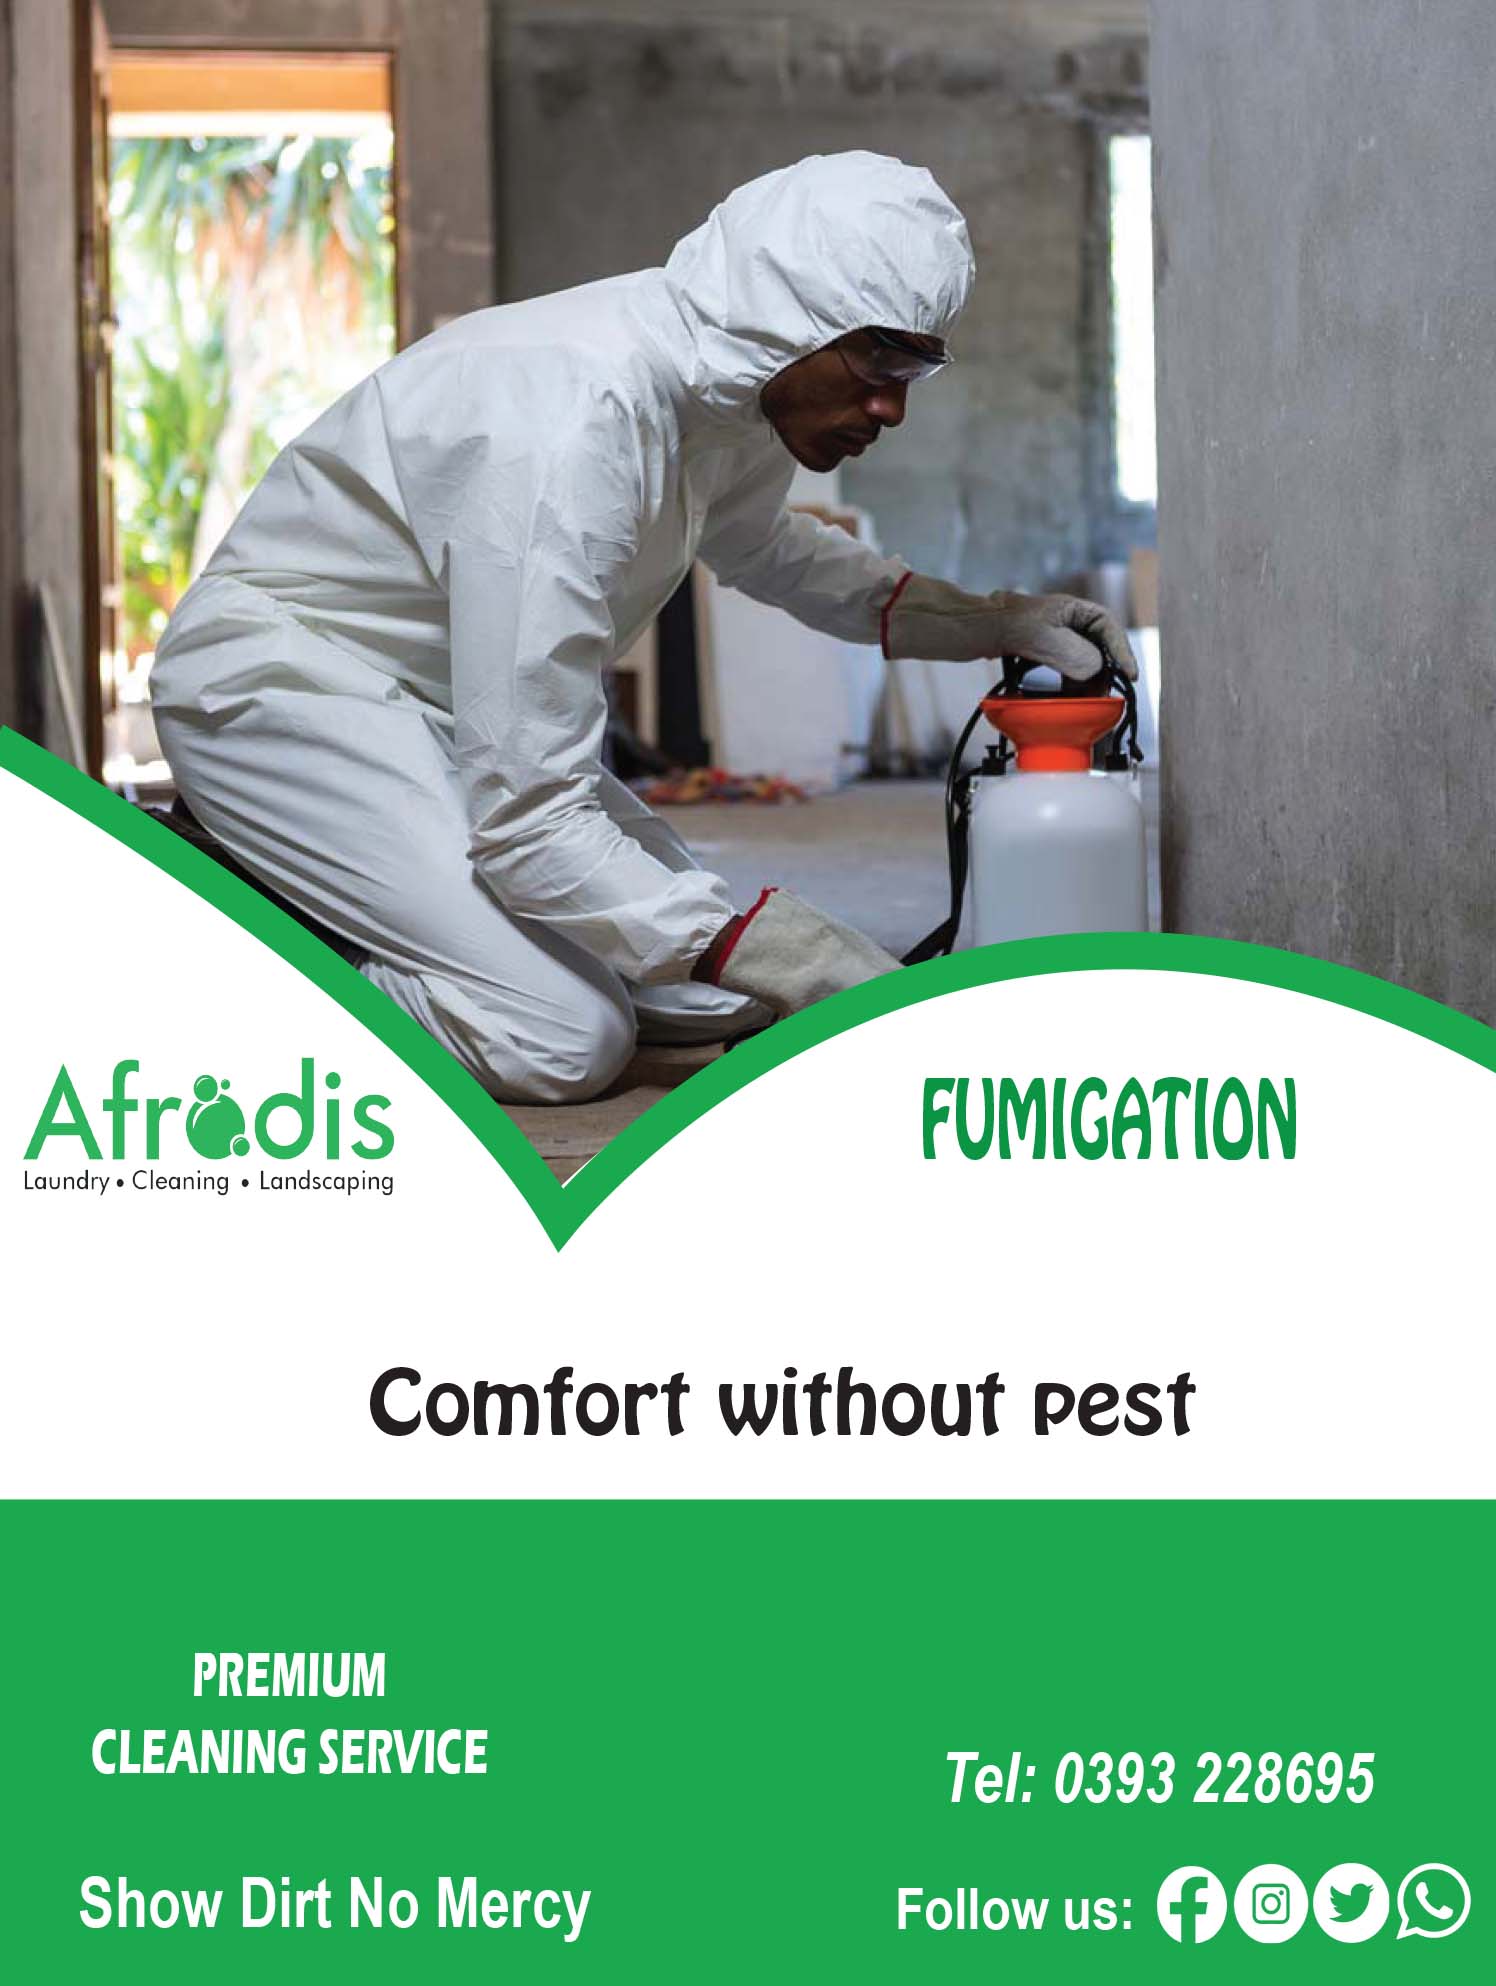 Afrodis
Laundry • Cleaning • Landscaping
FUMIGATION
Comfort without pest
PREMIUM
CLEANING SERVICE
Tel: 0393 228695
Show Dirt No Mercy
Follow us: